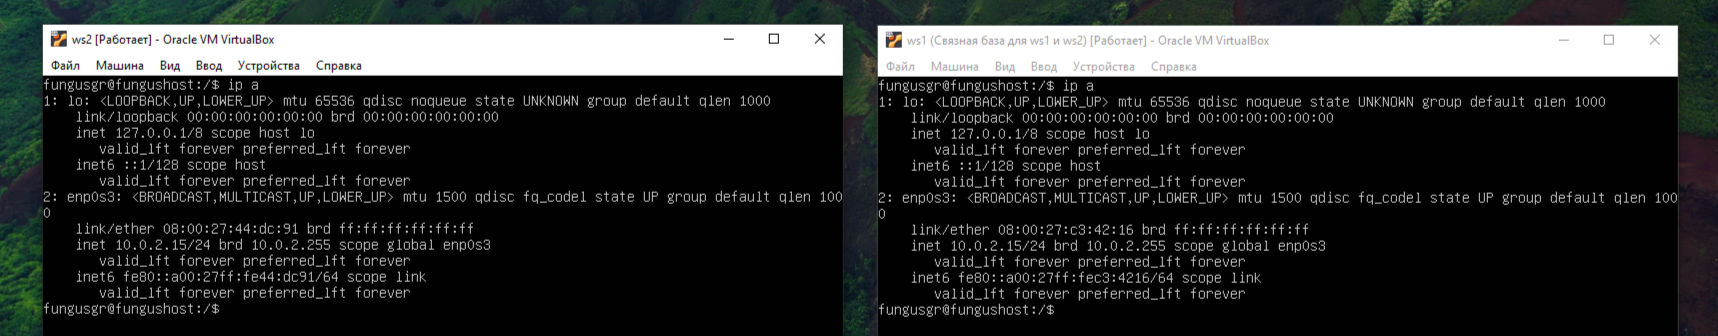 ws2 [Работает] - Oracle VM VirtualBox
Файл Машина Вид Ввод Устройства Справка
fungusgr@fungushost:/$ ip a
1: lo: <LOOPBACK,UP,LOWER_UP> mtu 65536 qdisc noqueue state UNKNOWN group default qlen 1000
link/loopback 00:00:00:00:00:00 brd 00:00:00:00:00:00
inet 127.0.0.1/8 scope host lo
valid_lft forever preferred_lft forever
inet6 ::1/128 scope host
valid_lft forever preferred_lft forever
2: enp0s3: <BROADCAST,MULTICAST,UP,LOWER_UP> mtu 1500 qdisc fq_codel state UP group default qlen 100
0
link/ether 08:00:27:44:dc:91 brd ff:ff:ff:ff:ff:ff
inet 10.0.2.15/24 brd 10.0.2.255 scope global enp0s3
valid_lft forever preferred_lft forever
inet6 fe80::a00:27ff:fe44:dc91/64 scope link
valid_lft forever preferred_lft forever
fungusgr@fungushost:/$
ws1 (Связная база для ws1 и ws2) [Работает] - Oracle VM VirtualBox
Файл Машина Вид Ввод Устройства Справка
fungusgr@fungushost:/$ ip a
1: lo: <LOOPBACK,UP,LOWER_UP> mtu 65536 qdisc noqueue state UNKNOWN group default qlen 1000
link/loopback 00:00:00:00:00:00 brd 00:00:00:00:00:00
inet 127.0.0.1/8 scope host lo
valid_lft forever preferred_lft forever
inet6 ::1/128 scope host
valid_lft forever preferred_lft forever
2: enp0s3: <BROADCAST,MULTICAST,UP,LOWER_UP> mtu 1500 qdisc fq_codel state UP group default qlen 100
0
link/ether 08:00:27:c3:42:16 brd ff:ff:ff:ff:ff:ff
inet 10.0.2.15/24 brd 10.0.2.255 scope global enp0s3
valid_lft forever preferred_lft forever
inet6 fe80::a00:27ff:fec3:4216/64 scope link
valid_lft forever preferred_lft forever
fungusgr@fungushost:/$